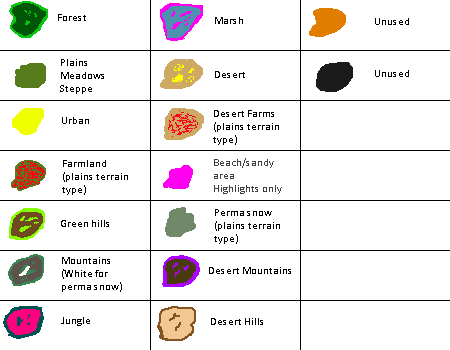 Forest
Marsh
Unused
Plains
Meadows
Steppe
Desert
Unused
Urban
Desert Farms
(plains terrain
type)
Farmland
(plains terrain
type)
Beach/sandy
area
Highlights only
Green hills
Permasnow
(plains terrain
type)
Mountains
(White for
permasnow)
Desert Mountains
Jungle
Desert Hills